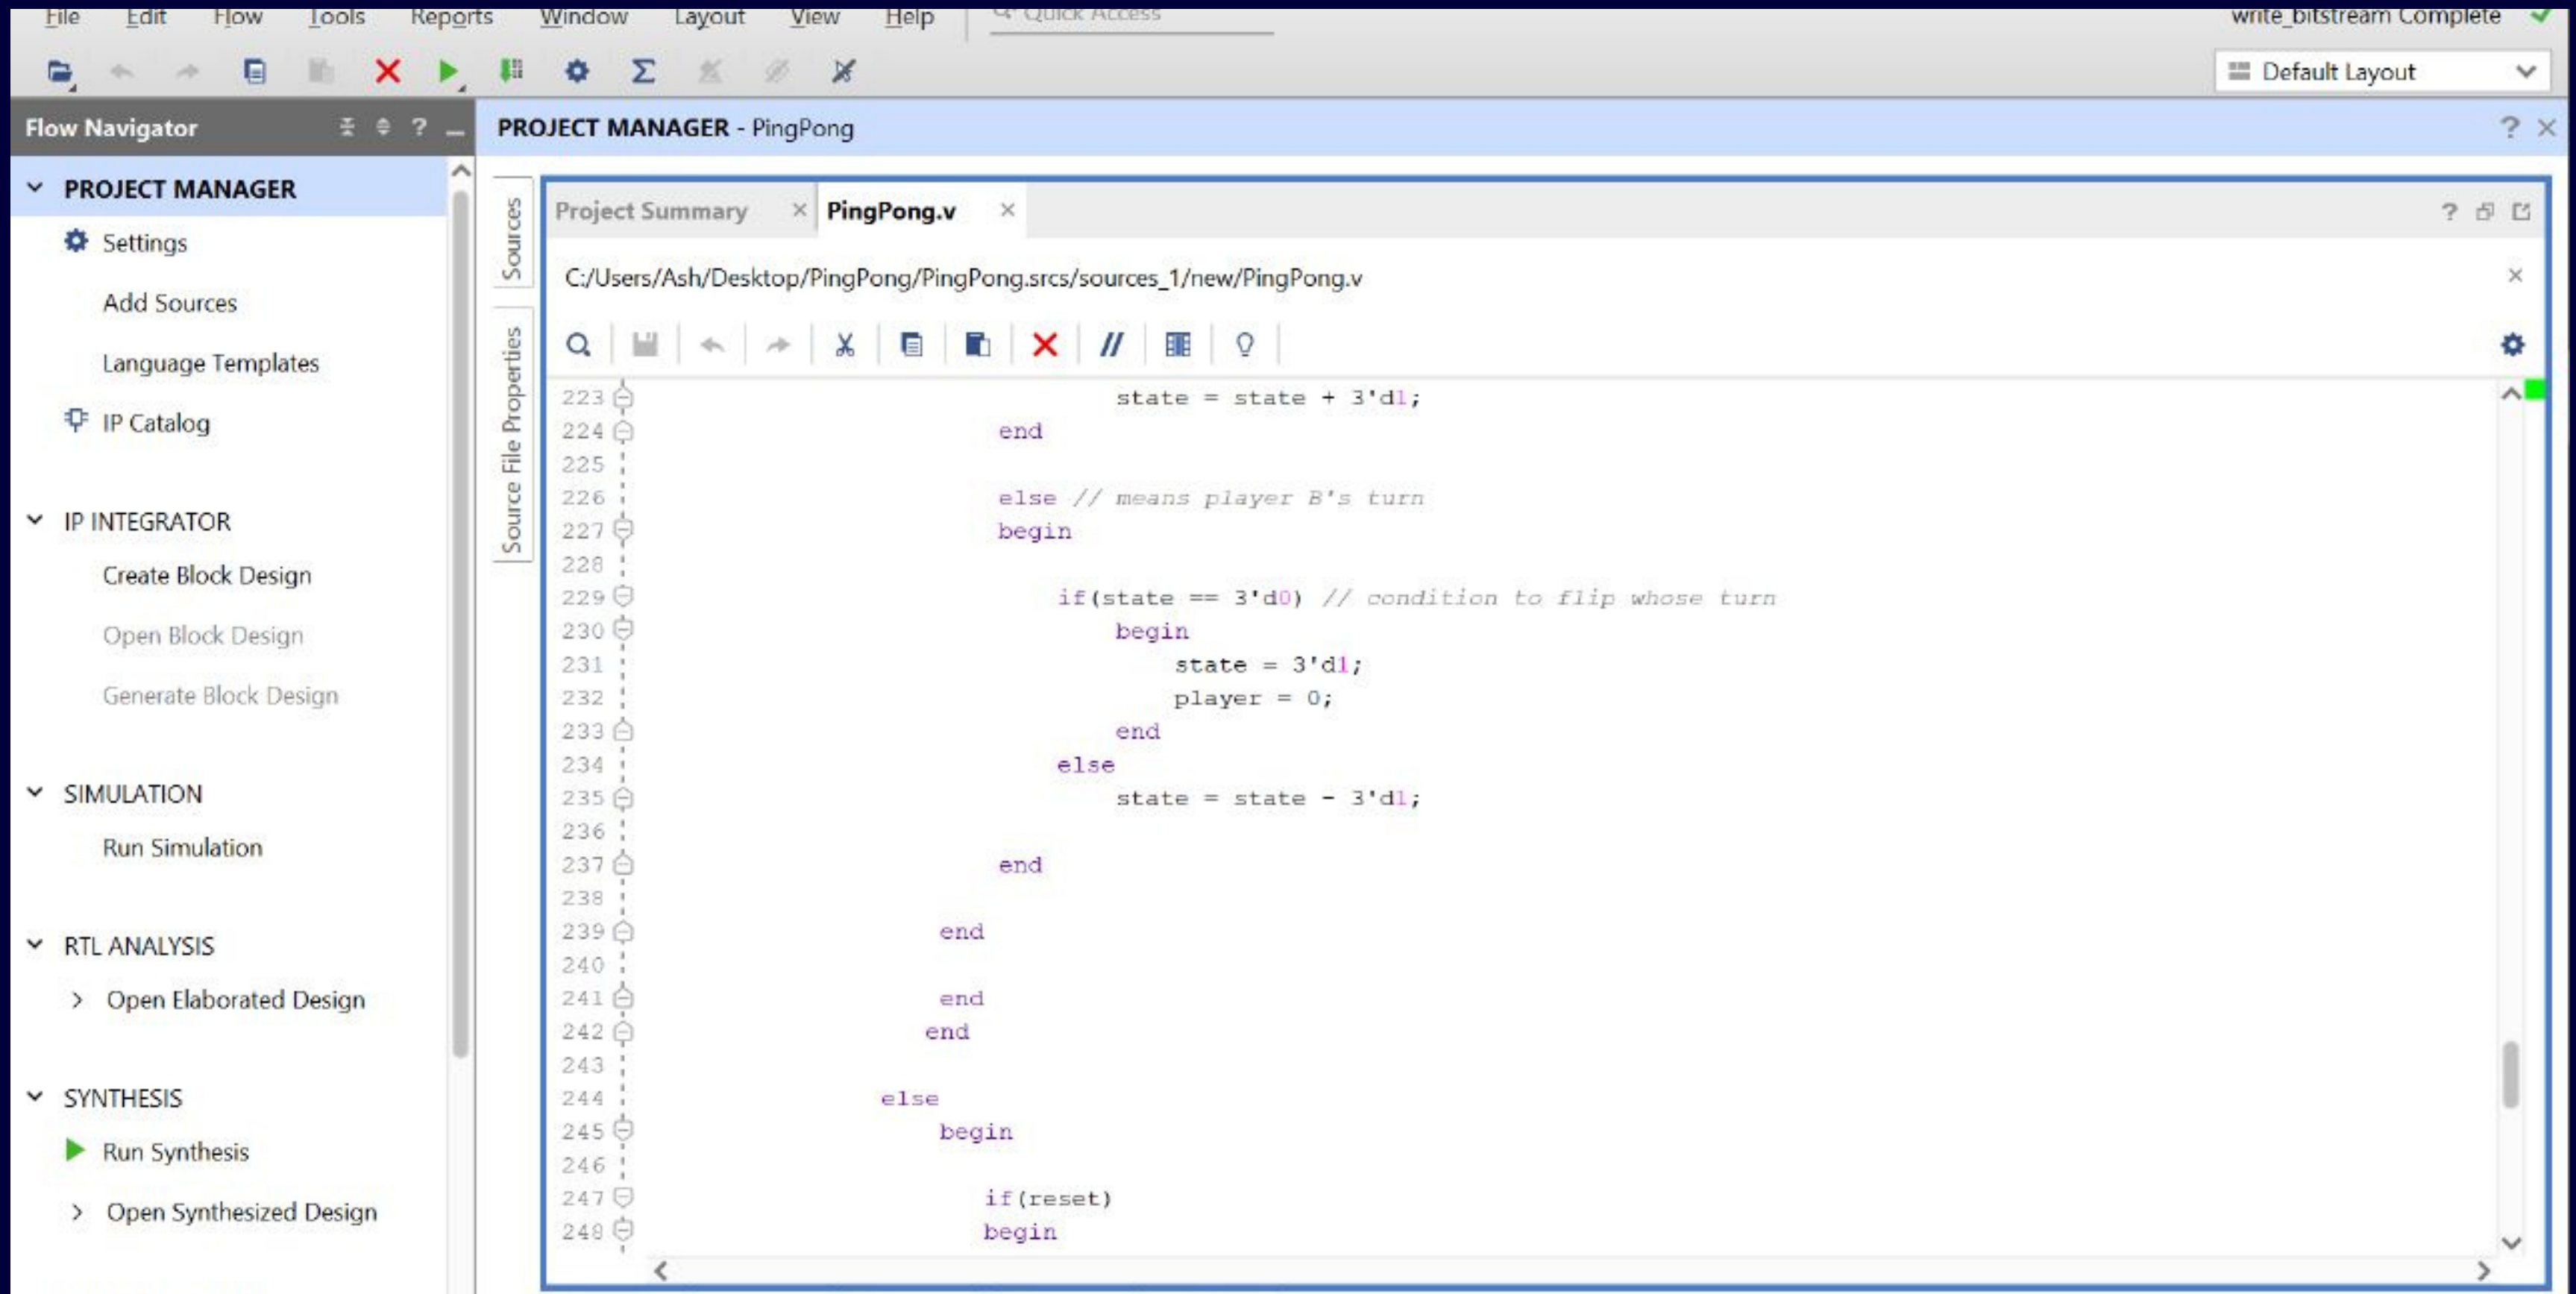 File Edit Flow Tools Reports Window Layout View Help Quick Access write_bitstream Complete
Default Layout
Flow Navigator ? PROJECT MANAGER - PingPong ?
PROJECT MANAGER
Settings
Add Sources
Language Templates
IP Catalog
IP INTEGRATOR
Create Block Design
Open Block Design
Generate Block Design
SIMULATION
Run Simulation
RTL ANALYSIS
Open Elaborated Design
SYNTHESIS
Run Synthesis
Open Synthesized Design
Sources
Source File Properties
Project Summary × PingPong.v × ?
C:/Users/Ash/Desktop/PingPong/PingPong.srcs/sources_1/new/PingPong.v ×
223 state = state + 3'd1;
224 end
225
226 else // means player B's turn
227 begin
228
229 if(state == 3'd0) // condition to flip whose turn
230 begin
231 state = 3'd1;
232 player = 0;
233 end
234 else
235 state = state - 3'd1;
236
237 end
238
239 end
240
241 end
242 end
243
244 else
245 begin
246
247 if(reset)
248 begin